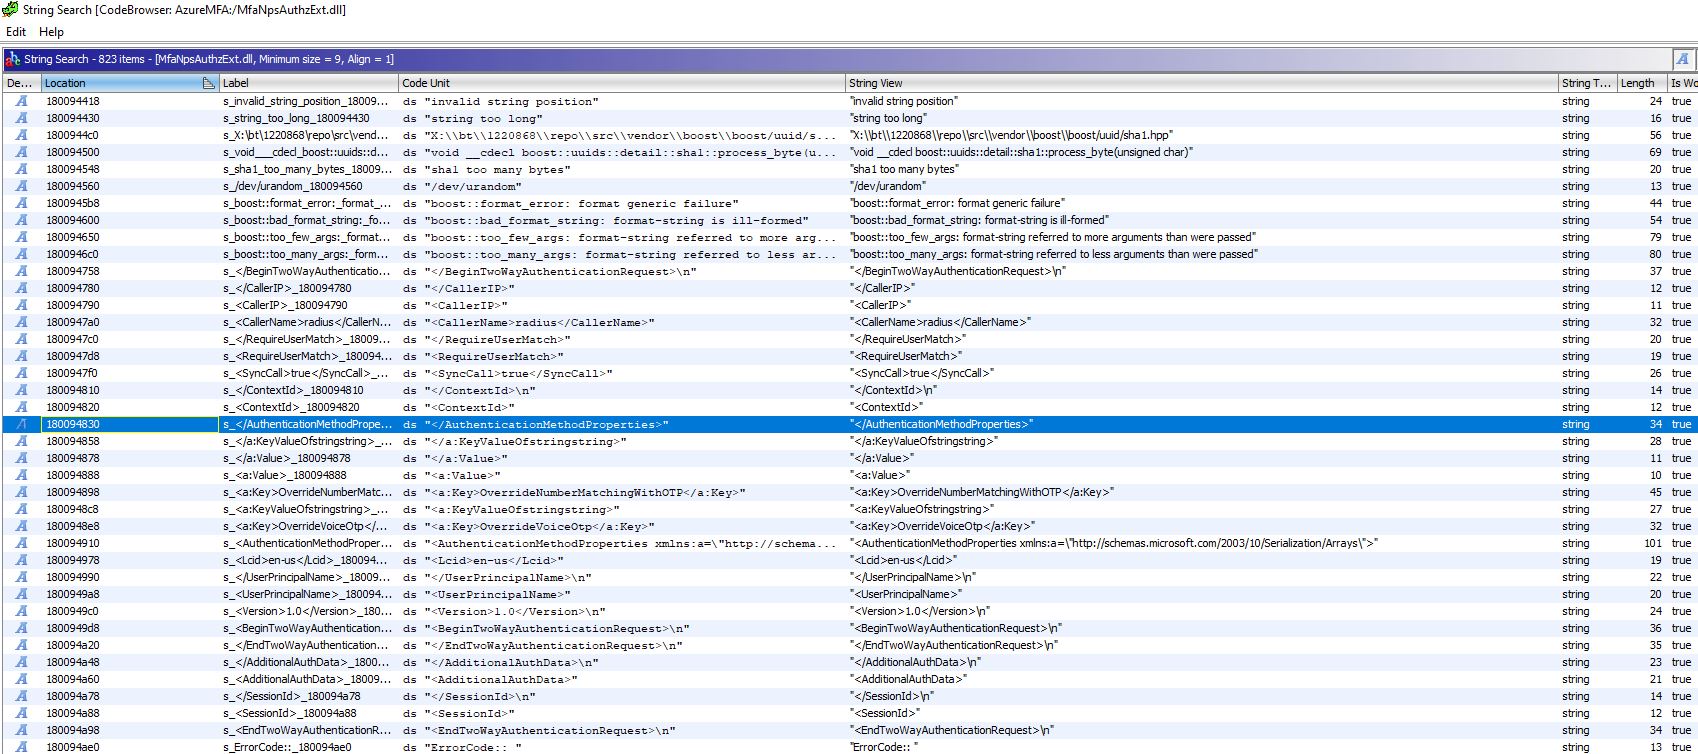 String Search [CodeBrowser: AzureMFA:/MfaNpsAuthzExt.dll]
Edit Help
String Search - 823 items - [MfaNpsAuthzExt.dll, Minimum size = 9, Align = 1]
De... Location Label Code Unit String View String T... Length Is Wo
180094418 s_invalid_string_position_18009... ds "invalid string position" "invalid string position" string 24 true
180094430 s_string_too_long_180094430 ds "string too long" "string too long" string 16 true
1800944c0 s_X:\bt\1220868\repo\src\vend... ds "X:\\bt\\1220868\\repo\\src\\vendor\\boost\\boost/uuid/s... "X:\\bt\\1220868\\repo\\src\\vendor\\boost\\boost/uuid/sha1.hpp" string 56 true
180094500 s_void___cdecl_boost::uuids::d... ds "void __cdecl boost::uuids::detail::sha1::process_byte(u... "void __cdecl boost::uuids::detail::sha1::process_byte(unsigned char)" string 69 true
180094548 s_sha1_too_many_bytes_18009... ds "sha1 too many bytes" "sha1 too many bytes" string 20 true
180094560 s_/dev/urandom_180094560 ds "/dev/urandom" "/dev/urandom" string 13 true
1800945b8 s_boost::format_error:_format_... ds "boost::format_error: format generic failure" "boost::format_error: format generic failure" string 44 true
180094600 s_boost::bad_format_string:_fo... ds "boost::bad_format_string: format-string is ill-formed" "boost::bad_format_string: format-string is ill-formed" string 54 true
180094650 s_boost::too_few_args:_format... ds "boost::too_few_args: format-string referred to more arg... "boost::too_few_args: format-string referred to more arguments than were passed" string 79 true
1800946c0 s_boost::too_many_args:_form... ds "boost::too_many_args: format-string referred to less ar... "boost::too_many_args: format-string referred to less arguments than were passed" string 80 true
180094758 s_</BeginTwoWayAuthenticatio... ds "</BeginTwoWayAuthenticationRequest>\n" "</BeginTwoWayAuthenticationRequest>\n" string 37 true
180094780 s_</CallerIP>_180094780 ds "</CallerIP>" "</CallerIP>" string 12 true
180094790 s_<CallerIP>_180094790 ds "<CallerIP>" "<CallerIP>" string 11 true
1800947a0 s_<CallerName>radius</CallerN... ds "<CallerName>radius</CallerName>" "<CallerName>radius</CallerName>" string 32 true
1800947c0 s_</RequireUserMatch>_1800... ds "</RequireUserMatch>" "</RequireUserMatch>" string 20 true
1800947d8 s_<RequireUserMatch>_180094... ds "<RequireUserMatch>" "<RequireUserMatch>" string 19 true
1800947f0 s_<SyncCall>true</SyncCall>_... ds "<SyncCall>true</SyncCall>" "<SyncCall>true</SyncCall>" string 26 true
180094810 s_</ContextId>_180094810 ds "</ContextId>\n" "</ContextId>\n" string 14 true
180094820 s_<ContextId>_180094820 ds "<ContextId>" "<ContextId>" string 12 true
180094830 s_</AuthenticationMethodPrope... ds "</AuthenticationMethodProperties>" "</AuthenticationMethodProperties>" string 34 true
180094858 s_</a:KeyValueOfstringstring>_... ds "</a:KeyValueOfstringstring>" "</a:KeyValueOfstringstring>" string 28 true
180094878 s_</a:Value>_180094878 ds "</a:Value>" "</a:Value>" string 11 true
180094888 s_<a:Value>_180094888 ds "<a:Value>" "<a:Value>" string 10 true
180094898 s_<a:Key>OverrideNumberMatc... ds "<a:Key>OverrideNumberMatchingWithOTP</a:Key>" "<a:Key>OverrideNumberMatchingWithOTP</a:Key>" string 45 true
1800948c8 s_<a:KeyValueOfstringstring>_... ds "<a:KeyValueOfstringstring>" "<a:KeyValueOfstringstring>" string 27 true
1800948e8 s_<a:Key>OverrideVoiceOtp</... ds "<a:Key>OverrideVoiceOtp</a:Key>" "<a:Key>OverrideVoiceOtp</a:Key>" string 32 true
180094910 s_<AuthenticationMethodProper... ds "<AuthenticationMethodProperties xmlns:a=\"http://schema... "<AuthenticationMethodProperties xmlns:a=\"http://schemas.microsoft.com/2003/10/Serialization/Arrays\">" string 101 true
180094978 s_<Lcid>en-us</Lcid>_180094... ds "<Lcid>en-us</Lcid>" "<Lcid>en-us</Lcid>" string 19 true
180094990 s_</UserPrincipalName>_18009... ds "</UserPrincipalName>\n" "</UserPrincipalName>\n" string 22 true
1800949a8 s_<UserPrincipalName>_180094... ds "<UserPrincipalName>" "<UserPrincipalName>" string 20 true
1800949c0 s_<Version>1.0</Version>_180... ds "<Version>1.0</Version>\n" "<Version>1.0</Version>\n" string 24 true
1800949d8 s_<BeginTwoWayAuthentication... ds "<BeginTwoWayAuthenticationRequest>\n" "<BeginTwoWayAuthenticationRequest>\n" string 36 true
180094a20 s_</EndTwoWayAuthentication... ds "</EndTwoWayAuthenticationRequest>\n" "</EndTwoWayAuthenticationRequest>\n" string 35 true
180094a48 s_</AdditionalAuthData>_1800... ds "</AdditionalAuthData>\n" "</AdditionalAuthData>\n" string 23 true
180094a60 s_<AdditionalAuthData>_18009... ds "<AdditionalAuthData>" "<AdditionalAuthData>" string 21 true
180094a78 s_</SessionId>_180094a78 ds "</SessionId>\n" "</SessionId>\n" string 14 true
180094a88 s_<SessionId>_180094a88 ds "<SessionId>" "<SessionId>" string 12 true
180094a98 s_<EndTwoWayAuthenticationR... ds "<EndTwoWayAuthenticationRequest>\n" "<EndTwoWayAuthenticationRequest>\n" string 34 true
180094ae0 s_ErrorCode::_180094ae0 ds "ErrorCode:: " "ErrorCode:: " string 13 true